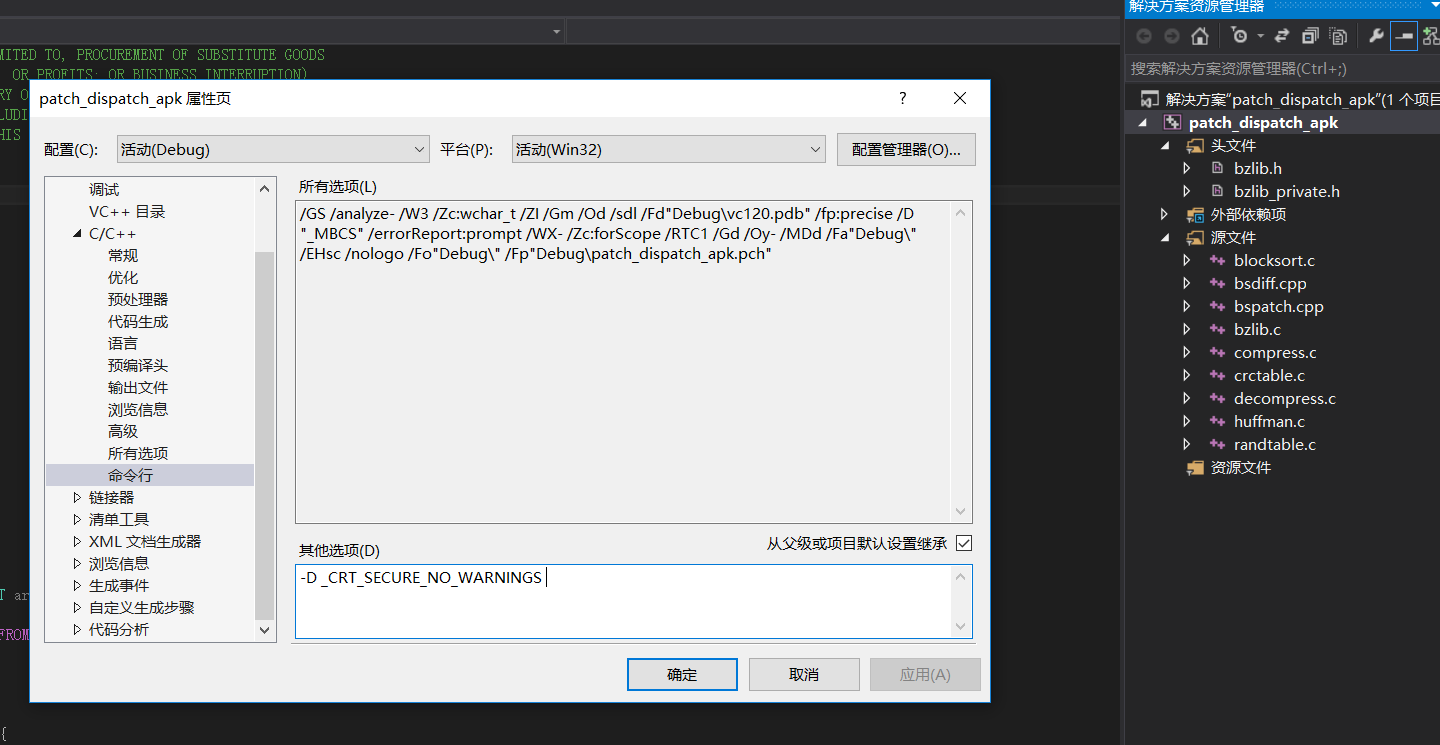 MITED TO, PROCUREMENT OF SUBSTITUTE GOODS
OR PROFITS; OR BUSINESS INTERRUPTION)
RY O
LUDI
HIS
T ar
FROM
{
patch_dispatch_apk 属性页
?
配置(C):
活动(Debug)
平台(P):
活动(Win32)
配置管理器(O)...
调试
VC++ 目录
C/C++
常规
优化
预处理器
代码生成
语言
预编译头
输出文件
浏览信息
高级
所有选项
命令行
链接器
清单工具
XML 文档生成器
浏览信息
生成事件
自定义生成步骤
代码分析
所有选项(L)
/GS /analyze- /W3 /Zc:wchar_t /ZI /Gm /Od /sdl /Fd"Debug\vc120.pdb" /fp:precise /D
"_MBCS" /errorReport:prompt /WX- /Zc:forScope /RTC1 /Gd /Oy- /MDd /Fa"Debug\"
/EHsc /nologo /Fo"Debug\" /Fp"Debug\patch_dispatch_apk.pch"
其他选项(D)
从父级或项目默认设置继承
-D _CRT_SECURE_NO_WARNINGS
确定
取消
应用(A)
解决方案资源管理器
搜索解决方案资源管理器(Ctrl+;)
解决方案“patch_dispatch_apk”(1 个项目
patch_dispatch_apk
头文件
bzlib.h
bzlib_private.h
外部依赖项
源文件
blocksort.c
bsdiff.cpp
bspatch.cpp
bzlib.c
compress.c
crctable.c
decompress.c
huffman.c
randtable.c
资源文件